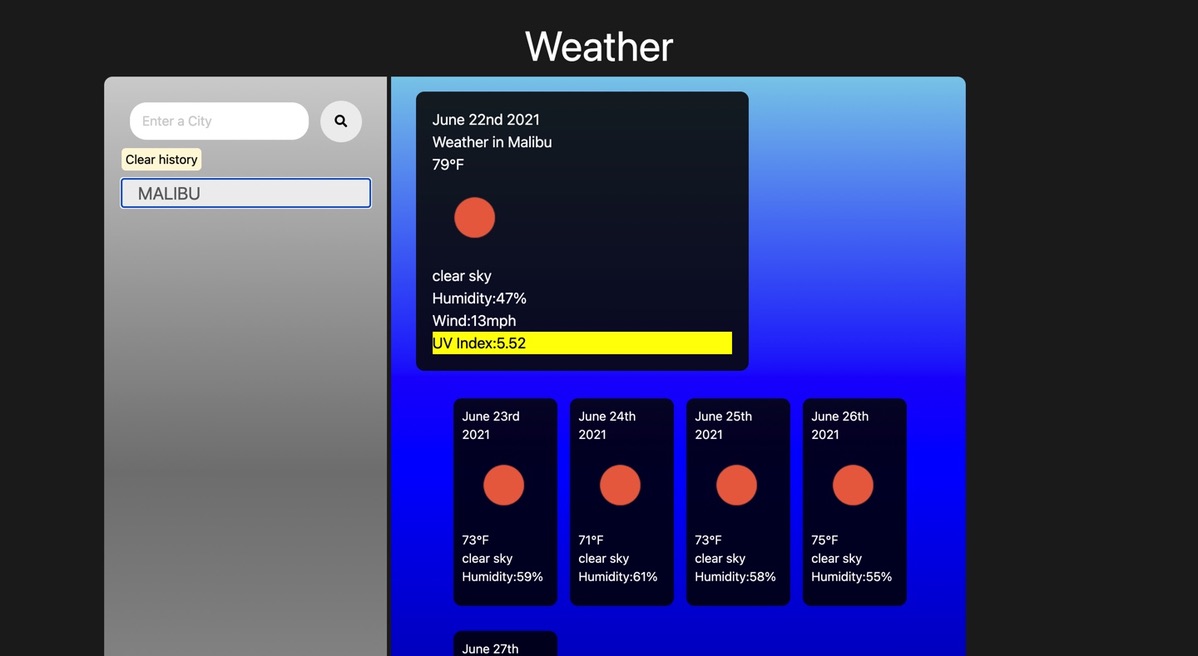 Weather
Enter a City
Clear history
MALIBU
June 22nd 2021
Weather in Malibu
79°F
clear sky
Humidity:47%
Wind:13mph
UV Index:5.52
June 23rd
2021
73°F
clear sky
Humidity:59%
June 24th
2021
71°F
clear sky
Humidity:61%
June 25th
2021
73°F
clear sky
Humidity:58%
June 26th
2021
75°F
clear sky
Humidity:55%
June 27th